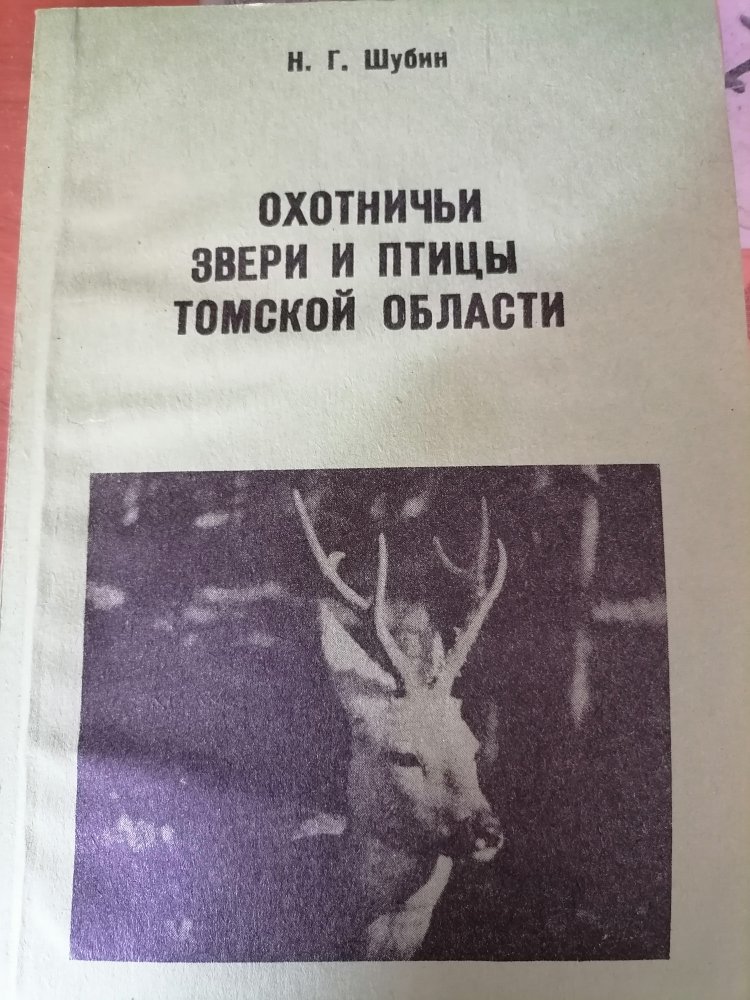 Н. Г. Шубин
ОХОТНИЧЬИ
ЗВЕРИ И ПТИЦЫ
ТОМСКОЙ ОБЛАСТИ